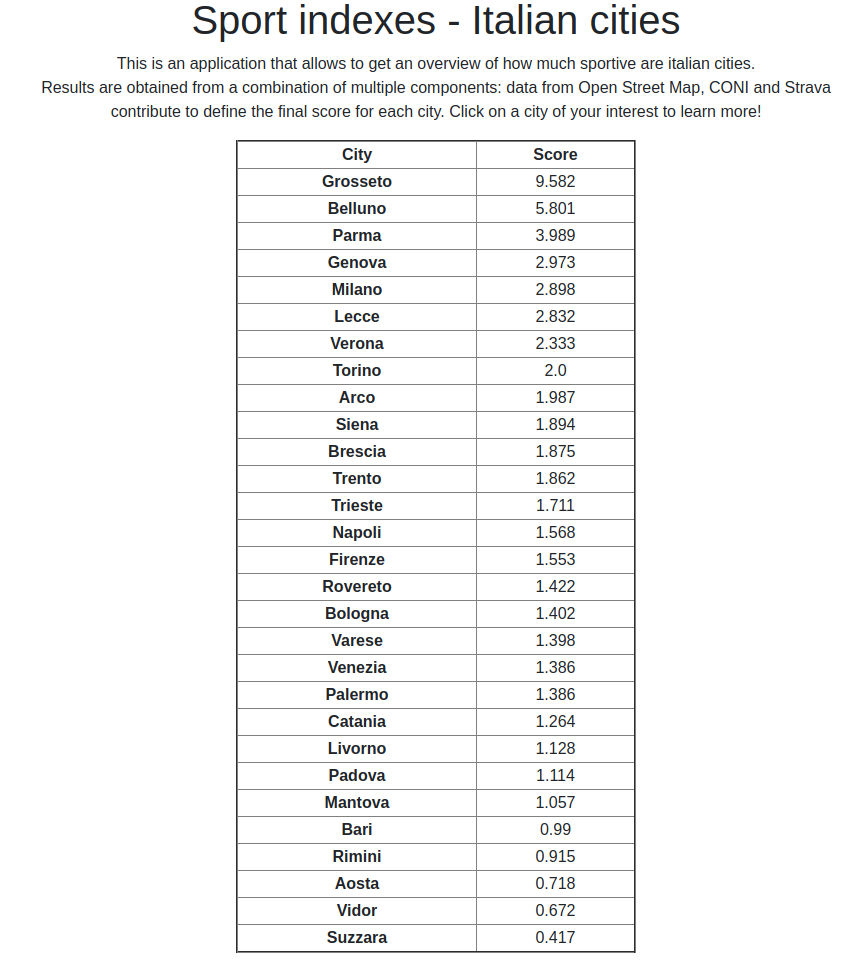 Sport indexes - Italian cities
This is an application that allows to get an overview of how much sportive are italian cities.
Results are obtained from a combination of multiple components: data from Open Street Map, CONI and Strava
contribute to define the final score for each city. Click on a city of your interest to learn more!
City Score
Grosseto 9.582
Belluno 5.801
Parma 3.989
Genova 2.973
Milano 2.898
Lecce 2.832
Verona 2.333
Torino 2.0
Arco 1.987
Siena 1.894
Brescia 1.875
Trento 1.862
Trieste 1.711
Napoli 1.568
Firenze 1.553
Rovereto 1.422
Bologna 1.402
Varese 1.398
Venezia 1.386
Palermo 1.386
Catania 1.264
Livorno 1.128
Padova 1.114
Mantova 1.057
Bari 0.99
Rimini 0.915
Aosta 0.718
Vidor 0.672
Suzzara 0.417